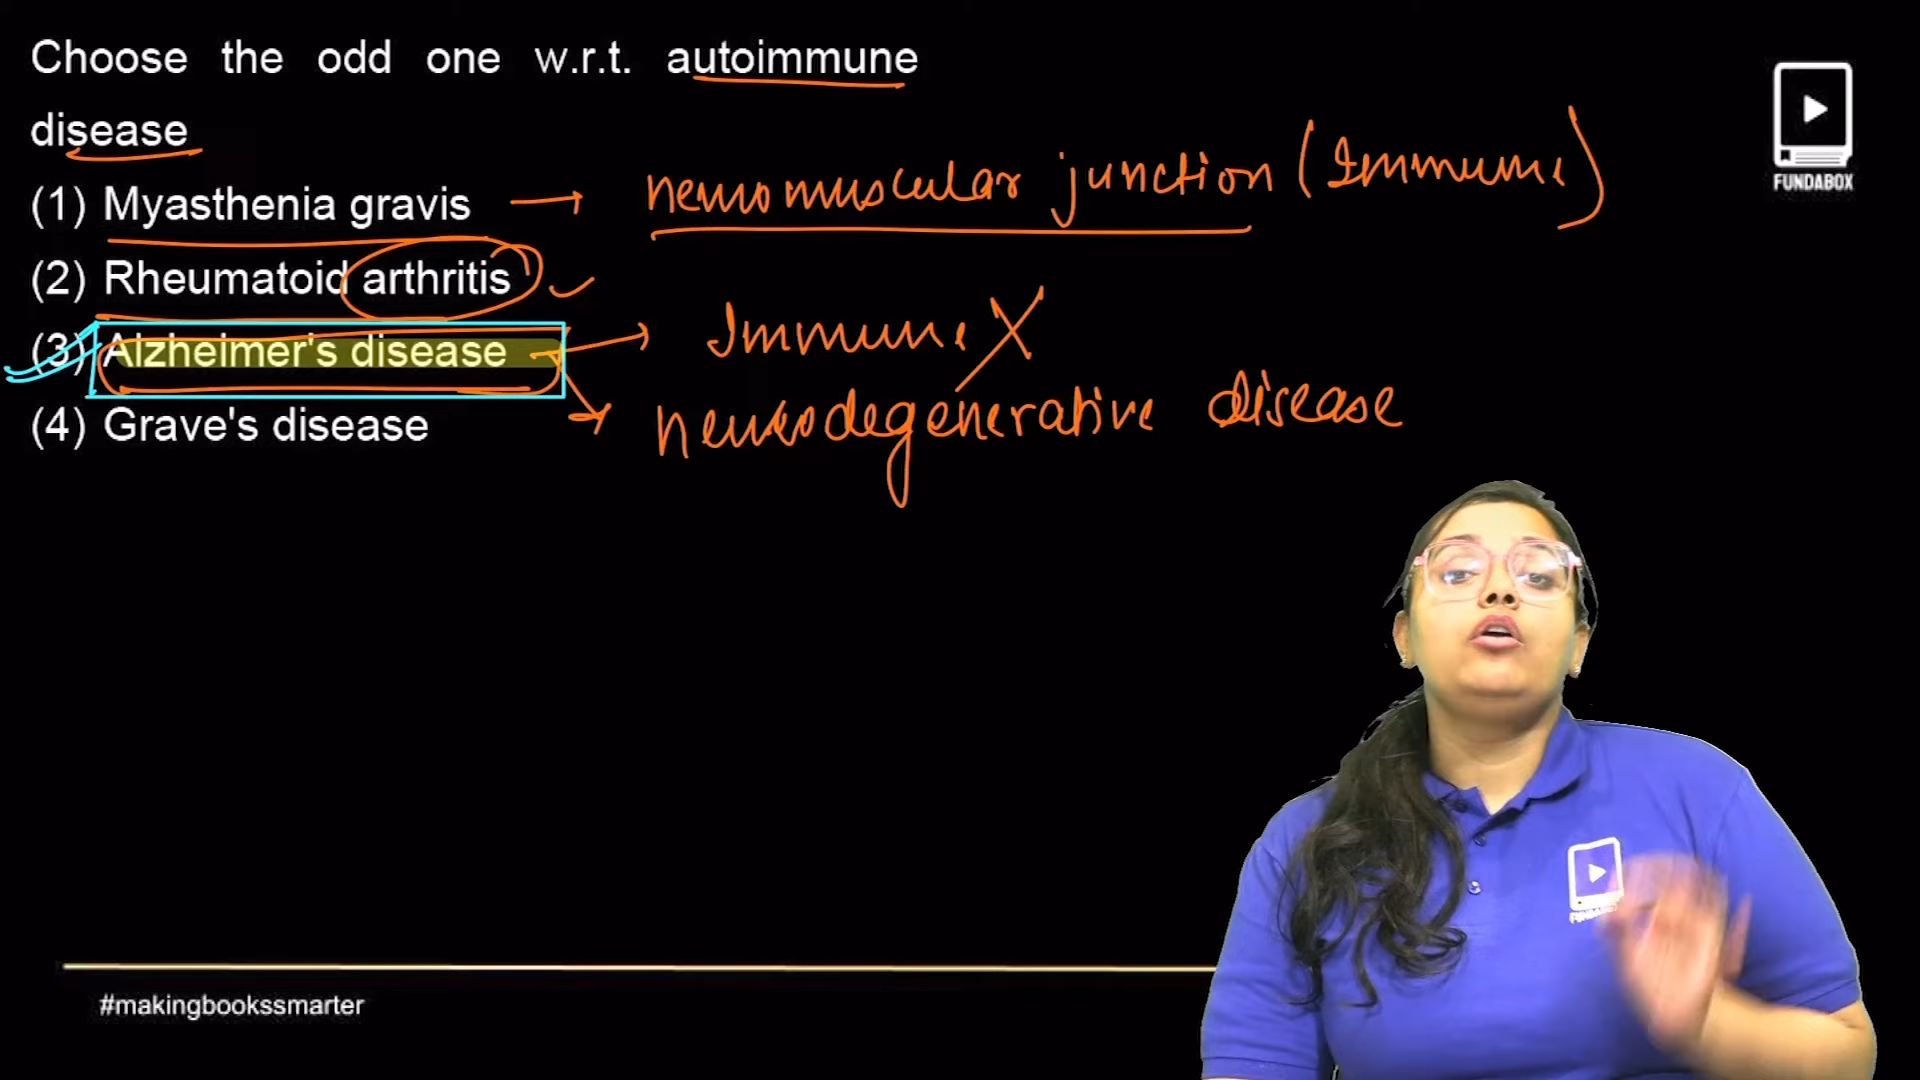 Choose the odd one w.r.t. autoimmune
disease
(1) Myasthenia gravis → neuromuscular junction (Immune)
(2) Rheumatoid arthritis
(3) Alzheimer's disease → Immune X
neurodegenerative disease
(4) Grave's disease
FUNDABOX
FUNDABOX
#makingbookssmarter